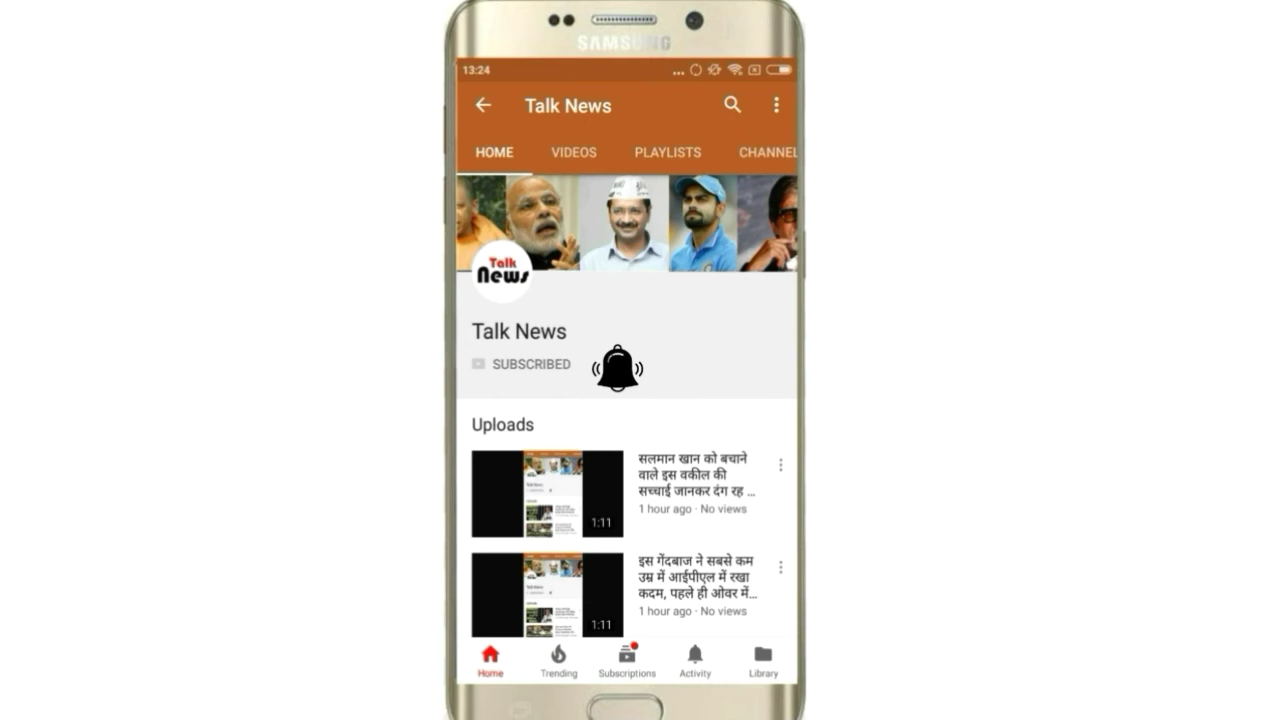 SAMSUNG
13:24
Talk News
HOME VIDEOS PLAYLISTS CHANNEL
Talk
News
Talk News
SUBSCRIBED
Uploads
सलमान खान को बचाने
वाले इस वकील की
सच्चाई जानकर दंग रह ...
1 hour ago · No views
1:11
इस गेंदबाज ने सबसे कम
उम्र में आईपीएल में रखा
कदम, पहले ही ओवर में...
1 hour ago · No views
1:11
Home Trending Subscriptions Activity Library